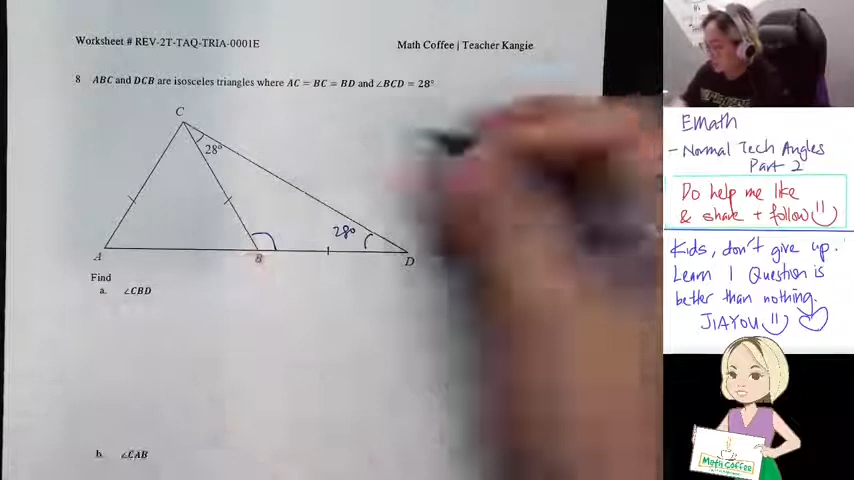 Worksheet # REV-2T-TAQ-TRIA-0001E
Math Coffee | Teacher Kangie
8 ABC and DCB are isosceles triangles where AC = BC = BD and ∠BCD = 28°
C
28°
28°
A
B
D
Find
a. ∠CBD
b. ∠CAB
EMath
- Normal Tech Angles
Part 2
Do help me like
& share + follow
Kids, don't give up.
Learn 1 Question is
better than nothing.
JIAYOU
Math Coffee